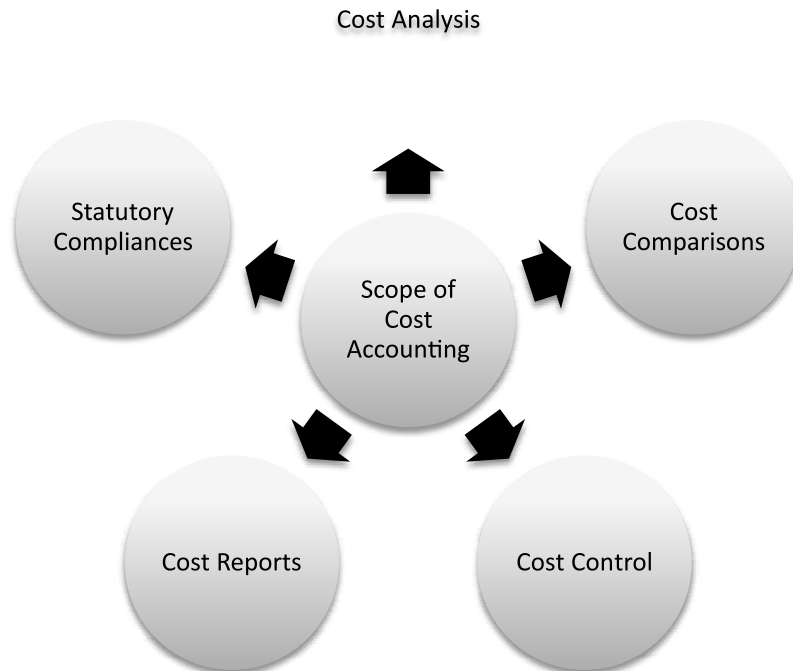 Cost Analysis
Statutory
Compliances
Cost
Comparisons
Scope of
Cost
Accounting
Cost Reports
Cost Control